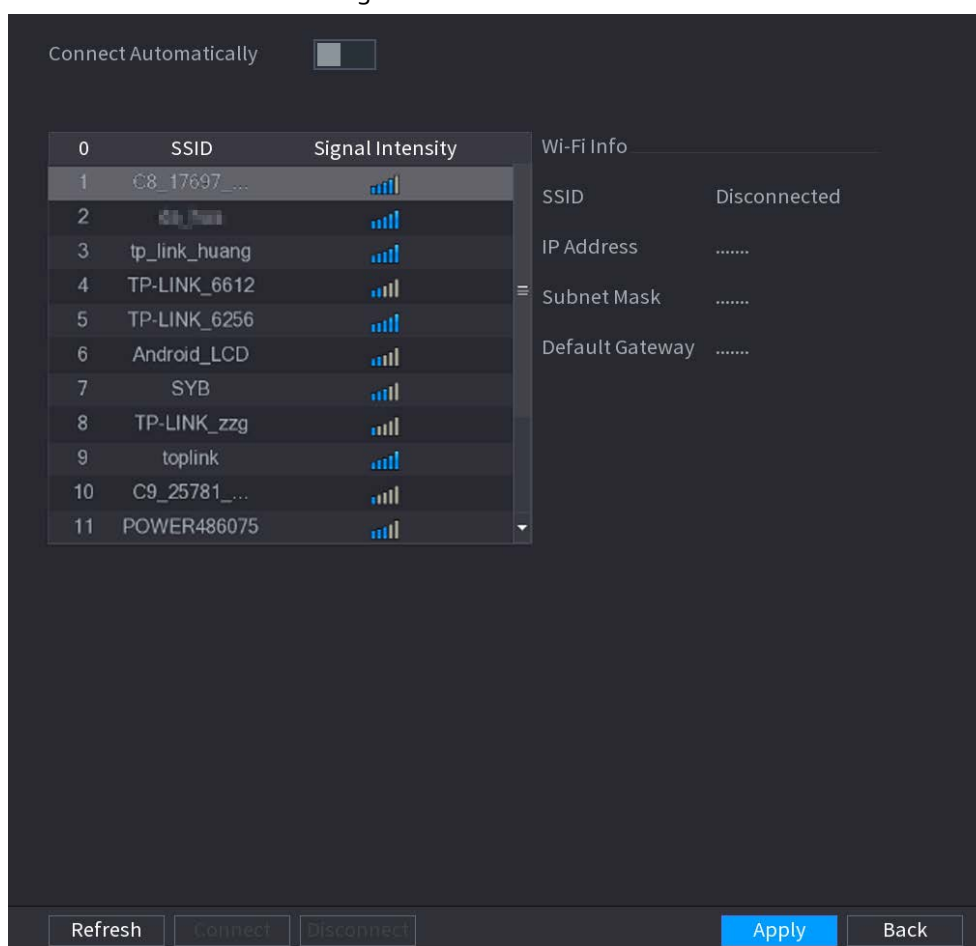 Connect Automatically
0 SSID Signal Intensity
1 C8_17697_...
2
3 tp_link_huang
4 TP-LINK_6612
5 TP-LINK_6256
6 Android_LCD
7 SYB
8 TP-LINK_zzg
9 toplink
10 C9_25781_...
11 POWER486075
Wi-Fi Info
SSID Disconnected
IP Address .......
Subnet Mask .......
Default Gateway .......
Refresh Connect Disconnect Apply Back